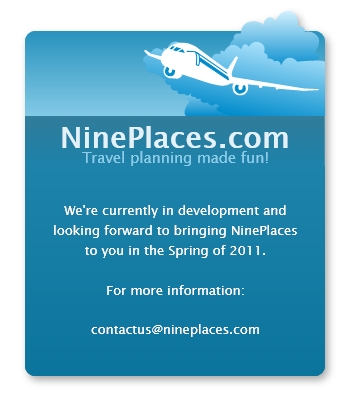 NinePlaces.com
Travel planning made fun!
We're currently in development and
looking forward to bringing NinePlaces
to you in the Spring of 2011.
For more information:
contactus@nineplaces.com